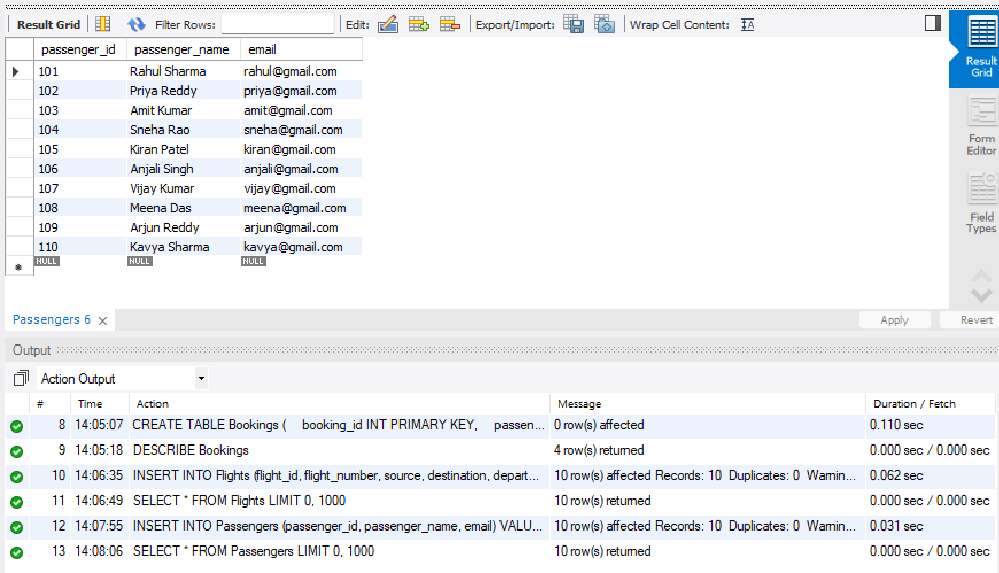 Result Grid Filter Rows: Edit: Export/Import: Wrap Cell Content:
passenger_id passenger_name email
101 Rahul Sharma rahul@gmail.com
102 Priya Reddy priya@gmail.com
103 Amit Kumar amit@gmail.com
104 Sneha Rao sneha@gmail.com
105 Kiran Patel kiran@gmail.com
106 Anjali Singh anjali@gmail.com
107 Vijay Kumar vijay@gmail.com
108 Meena Das meena@gmail.com
109 Arjun Reddy arjun@gmail.com
110 Kavya Sharma kavya@gmail.com
NULL NULL NULL
Result
Grid
Form
Editor
Field
Types
Passengers 6 Apply Revert
Output
Action Output
# Time Action Message Duration / Fetch
8 14:05:07 CREATE TABLE Bookings ( booking_id INT PRIMARY KEY, passen... 0 row(s) affected 0.110 sec
9 14:05:18 DESCRIBE Bookings 4 row(s) returned 0.000 sec / 0.000 sec
10 14:06:35 INSERT INTO Flights (flight_id, flight_number, source, destination, depart... 10 row(s) affected Records: 10 Duplicates: 0 Warnin... 0.062 sec
11 14:06:49 SELECT * FROM Flights LIMIT 0, 1000 10 row(s) returned 0.000 sec / 0.000 sec
12 14:07:55 INSERT INTO Passengers (passenger_id, passenger_name, email) VALU... 10 row(s) affected Records: 10 Duplicates: 0 Warnin... 0.031 sec
13 14:08:06 SELECT * FROM Passengers LIMIT 0, 1000 10 row(s) returned 0.000 sec / 0.000 sec